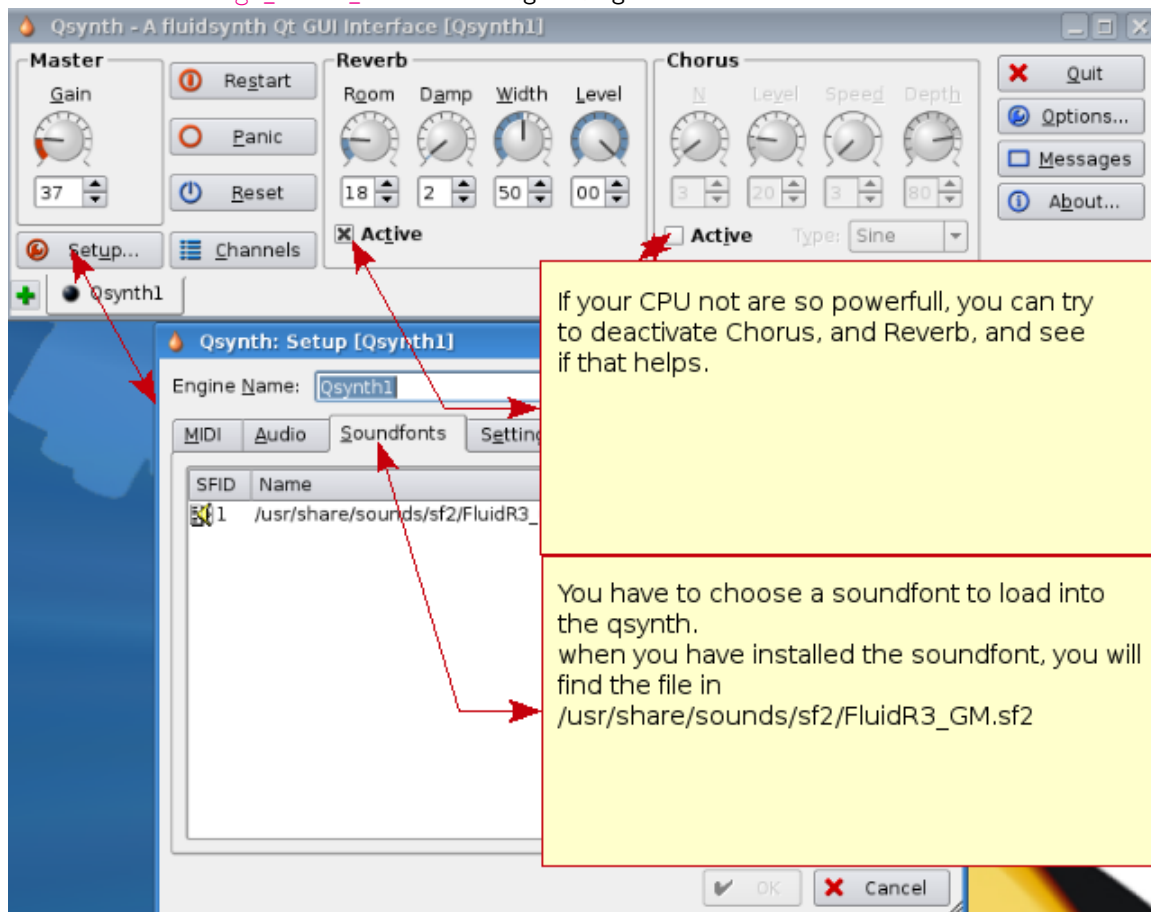 Qsynth - A fluidsynth Qt GUI Interface [Qsynth1]
Master
Reverb
Chorus
Gain
Restart
Room Damp Width Level
N Level Speed Depth
Quit
Options...
Panic
Messages
37
Reset
18 2 50 00
3 20 3 80
About...
Active
Active Type: Sine
Setup...
Channels
Qsynth1
If your CPU not are so powerfull, you can try
to deactivate Chorus, and Reverb, and see
if that helps.
Qsynth: Setup [Qsynth1]
Engine Name: Qsynth1
MIDI Audio Soundfonts Setting
SFID Name
1 /usr/share/sounds/sf2/FluidR3_
You have to choose a soundfont to load into
the qsynth.
when you have installed the soundfont, you will
find the file in
/usr/share/sounds/sf2/FluidR3_GM.sf2
OK Cancel